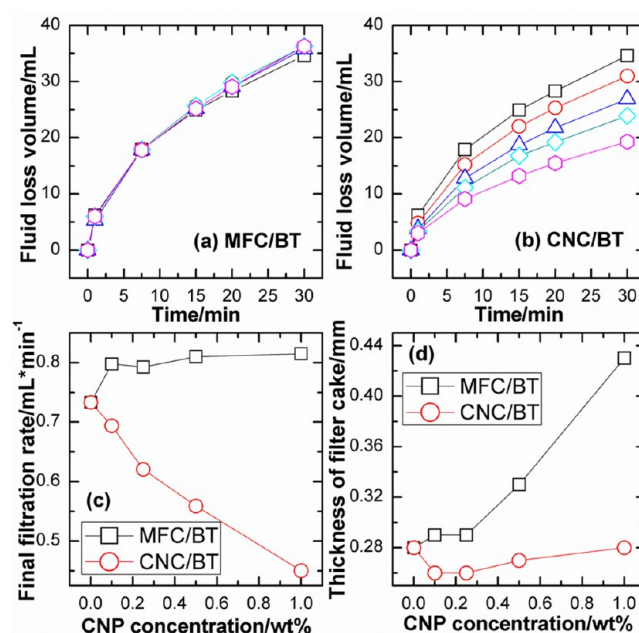 Fluid loss volume/mL
40
30
20
10
0
(a) MFC/BT
0 5 10 15 20 25 30
Time/min
Fluid loss volume/mL
40
30
20
10
0
(b) CNC/BT
0 5 10 15 20 25 30
Time/min
Final filtration rate/mL*min-1
0.8
0.7
0.6
0.5
(c)
MFC/BT
CNC/BT
0.0 0.2 0.4 0.6 0.8 1.0
CNP concentration/wt%
Thickness of filter cake/mm
0.44
0.40
0.36
0.32
0.28
(d)
MFC/BT
CNC/BT
0.0 0.2 0.4 0.6 0.8 1.0
CNP concentration/wt%